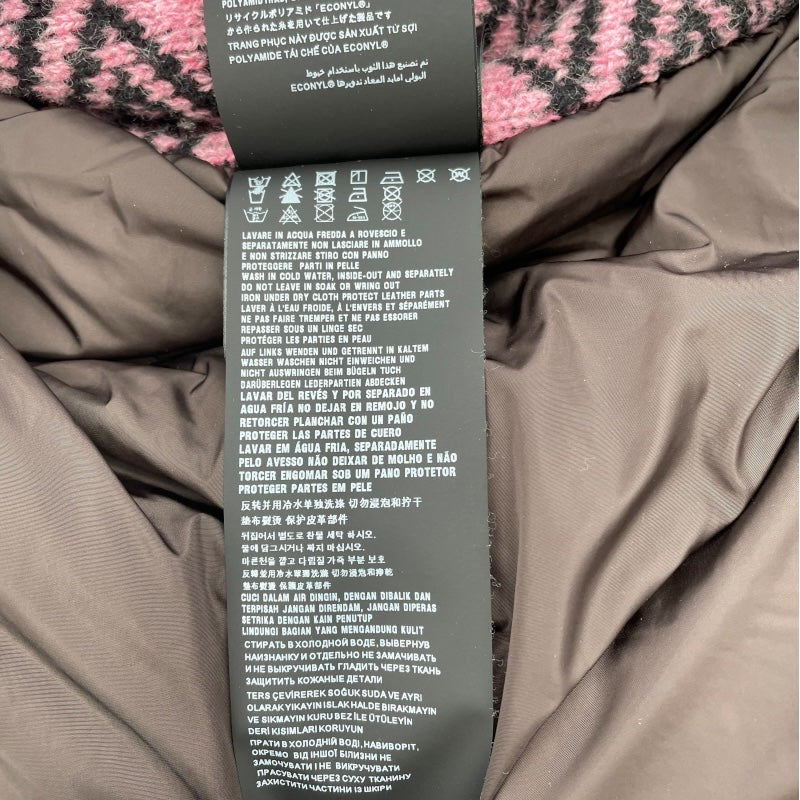 リサイクルポリアミド「ECONYL®」
から作られた糸を用いて仕上げた製品です
TRANG PHỤC NÀY ĐƯỢC SẢN XUẤT TỪ SỢI
POLYAMIDE TÁI CHẾ CỦA ECONYL®
تم تصنيع هذا الثوب باستخدام خيوط
البولي امايد المعاد تدويرها ECONYL®
LAVARE IN ACQUA FREDDA A ROVESCIO E
SEPARATAMENTE NON LASCIARE IN AMMOLLO
E NON STRIZZARE STIRO CON PANNO
PROTEGGERE PARTI IN PELLE
WASH IN COLD WATER, INSIDE-OUT AND SEPARATELY
DO NOT LEAVE IN SOAK OR WRING OUT
IRON UNDER DRY CLOTH PROTECT LEATHER PARTS
LAVER À L'EAU FROIDE, À L'ENVERS ET SÉPARÉMENT
NE PAS FAIRE TREMPER ET NE PAS ESSORER
REPASSER SOUS UN LINGE SEC
PROTÉGER LES PARTIES EN PEAU
AUF LINKS WENDEN UND GETRENNT IN KALTEM
WASSER WASCHEN NICHT EINWEICHEN UND
NICHT AUSWRINGEN BEIM BÜGELN TUCH
DARÜBERLEGEN LEDERPARTIEN ABDECKEN
LAVAR DEL REVÉS Y POR SEPARADO EN
AGUA FRÍA NO DEJAR EN REMOJO Y NO
RETORCER PLANCHAR CON UN PAÑO
PROTEGER LAS PARTES DE CUERO
LAVAR EM ÁGUA FRIA, SEPARADAMENTE
PELO AVESSO NÃO DEIXAR DE MOLHO E NÃO
TORCER ENGOMAR SOB UM PANO PROTETOR
PROTEGER PARTES EM PELE
反转并用冷水单独洗涤 切勿浸泡和拧干
垫布熨烫 保护皮革部件
뒤집어서 별도로 찬물 세탁 하시오.
물에 담그시거나 짜지 마십시오.
마른천을 깔고 다림질 가죽 부분 보호
反轉並用冷水單獨洗滌 切勿浸泡和擰乾
墊布熨燙 保護皮革部件
CUCI DALAM AIR DINGIN, DENGAN DIBALIK DAN
TERPISAH JANGAN DIRENDAM, JANGAN DIPERAS
SETRIKA DENGAN KAIN PENUTUP
LINDUNGI BAGIAN YANG MENGANDUNG KULIT
СТИРАТЬ В ХОЛОДНОЙ ВОДЕ, ВЫВЕРНУВ
НАИЗНАНКУ И ОТДЕЛЬНО НЕ ЗАМАЧИВАТЬ
И НЕ ВЫКРУЧИВАТЬ ГЛАДИТЬ ЧЕРЕЗ ТКАНЬ
ЗАЩИТИТЬ КОЖАНЫЕ ДЕТАЛИ
TERS ÇEVİREREK SOĞUK SUDA VE AYRI
OLARAK YIKAYIN ISLAK HALDE BIRAKMAYIN
VE SIKMAYIN KURU BEZ İLE ÜTÜLEYİN
DERİ KISIMLARI KORUYUN
ПРАТИ В ХОЛОДНІЙ ВОДІ, НАВИВОРІТ,
ОКРЕМО ВІД ІНШОЇ БІЛИЗНИ НЕ
ЗАМОЧУВАТИ І НЕ ВИКРУЧУВАТИ
ПРАСУВАТИ ЧЕРЕЗ СУХУ ТКАНИНУ
ЗАХИСТИТИ ЧАСТИНИ ІЗ ШКІРИ